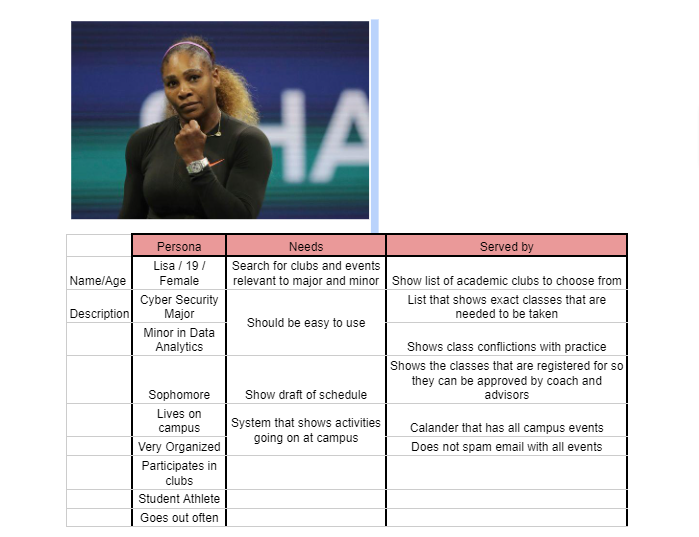 HA
Persona
Needs
Served by
Name/Age
Lisa / 19 /
Female
Search for clubs and events
relevant to major and minor
Show list of academic clubs to choose from
Description
Cyber Security
Major
Should be easy to use
List that shows exact classes that are
needed to be taken
Minor in Data
Analytics
Shows class conflictions with practice
Sophomore
Show draft of schedule
Shows the classes that are registered for so
they can be approved by coach and
advisors
Lives on
campus
System that shows activities
going on at campus
Calander that has all campus events
Very Organized
Does not spam email with all events
Participates in
clubs
Student Athlete
Goes out often